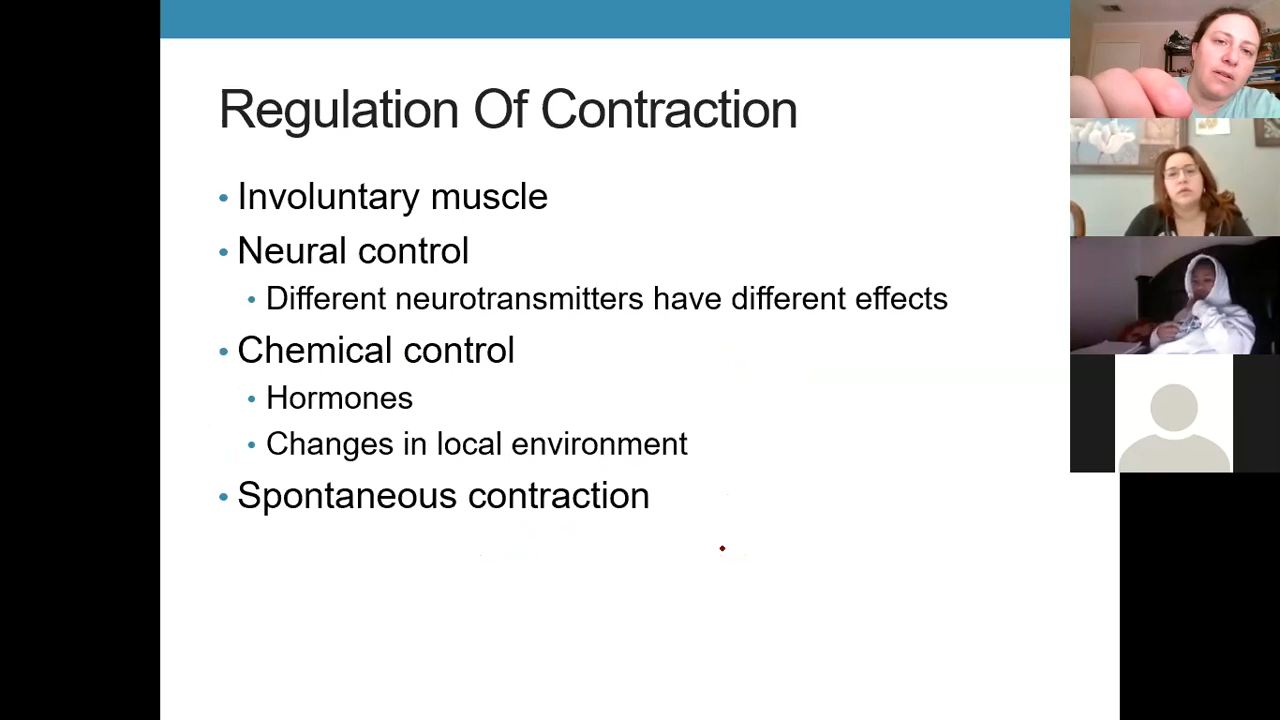 Regulation Of Contraction
• Involuntary muscle
• Neural control
• Different neurotransmitters have different effects
• Chemical control
• Hormones
• Changes in local environment
• Spontaneous contraction